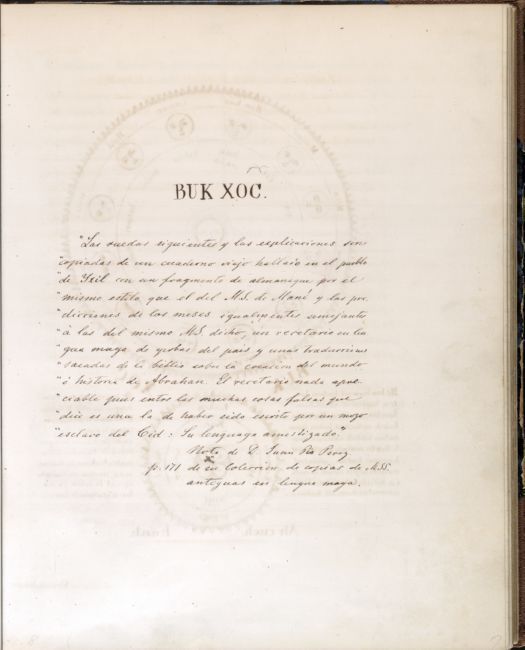 BUK XOC.
"Las ruedas siguientes y las esplicaciones son
"copiadas de un cuaderno viejo hallado en el pueblo
"de Ixil con un fragmento de almanaque por el
"mismo estilo que el del M.S. de Mani y las pre
"dicciones de los meses igualmente semejantes
"á las del mismo M.S. dicho, un recetario en len
"gua maya de yerbas del pais y unas traducciones
"sacadas de la biblia sobre la creacion del mundo
"é historia de Abrahan. El recetario nada apre
"ciable pues entre las muchas cosas falsas que
"dice es una la de haber sido escrito por un mozo
"esclavo del Cid: Su lenguage amestizado."
Nota de D. Juan Pio Perez
p. 171 de su Coleccion de copias de M.SS.
antiguas en lengua maya.